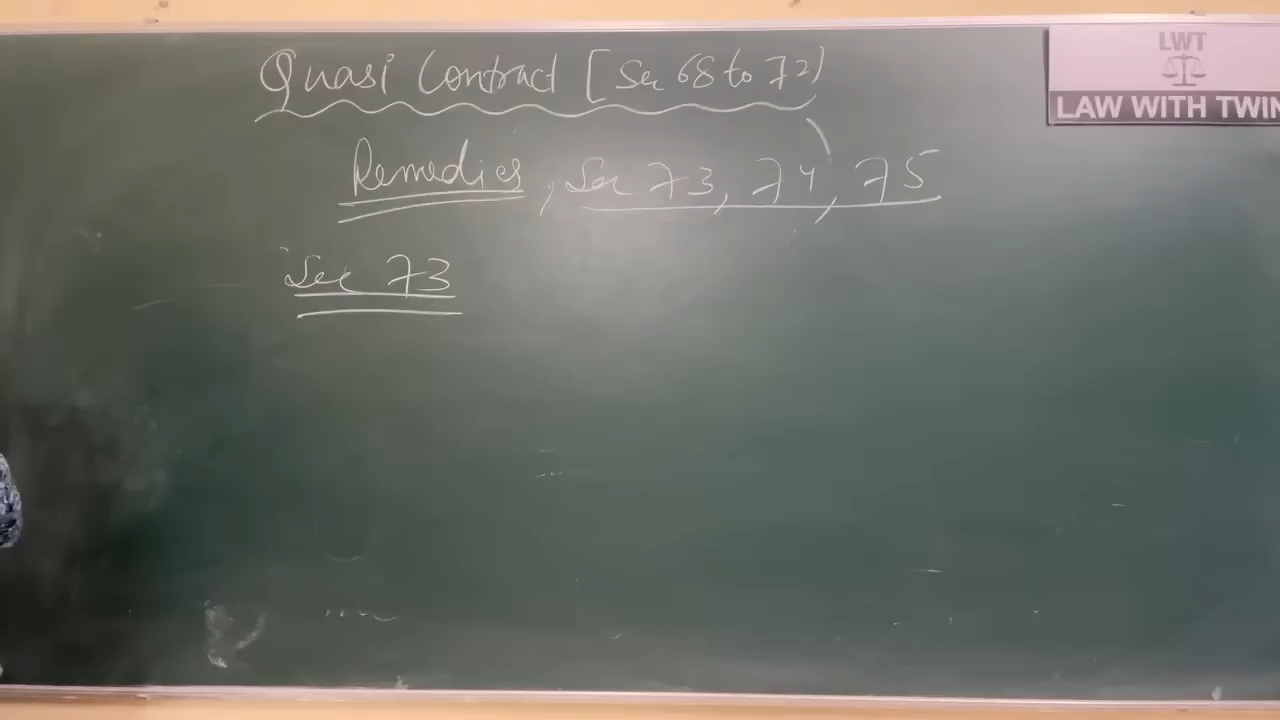 Quasi Contract [Sec 68 to 72)
Remedies, Sec 73, 74, 75
Sec 73
LWT
LAW WITH TWIN